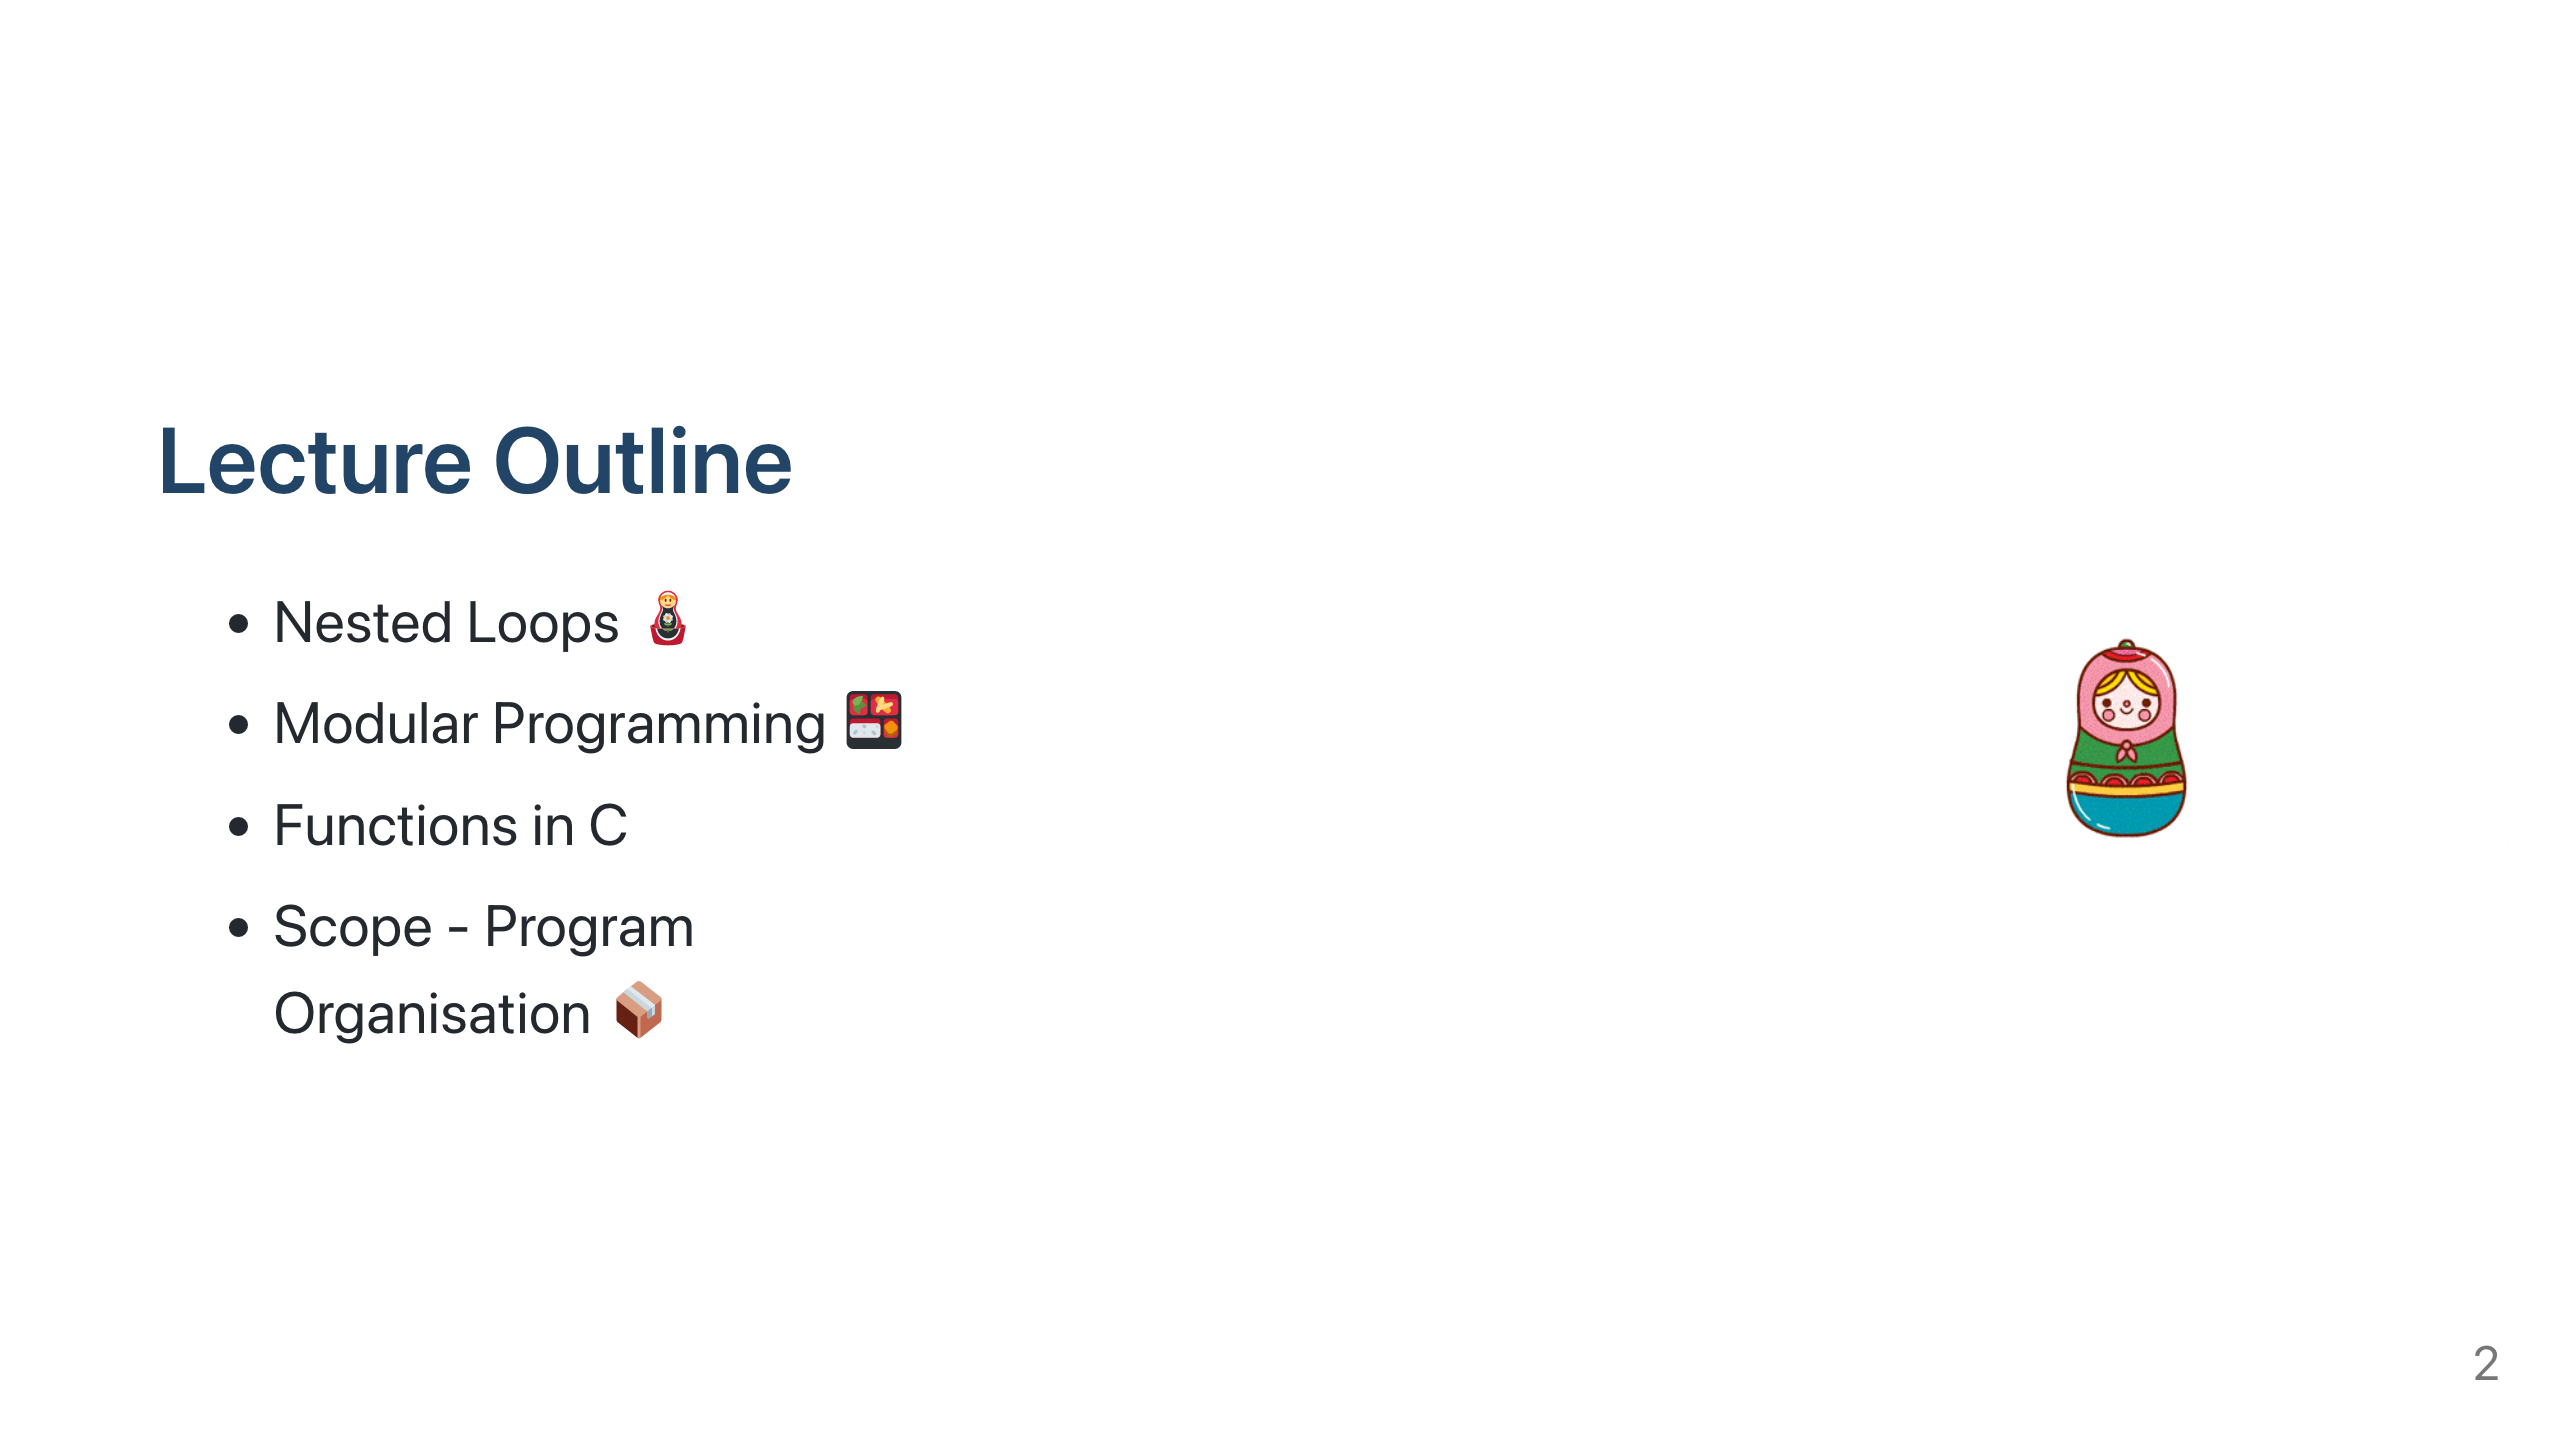 Lecture Outline
• Nested Loops 🪆
• Modular Programming 🍱
• Functions in C
• Scope - Program
Organisation 📦
2